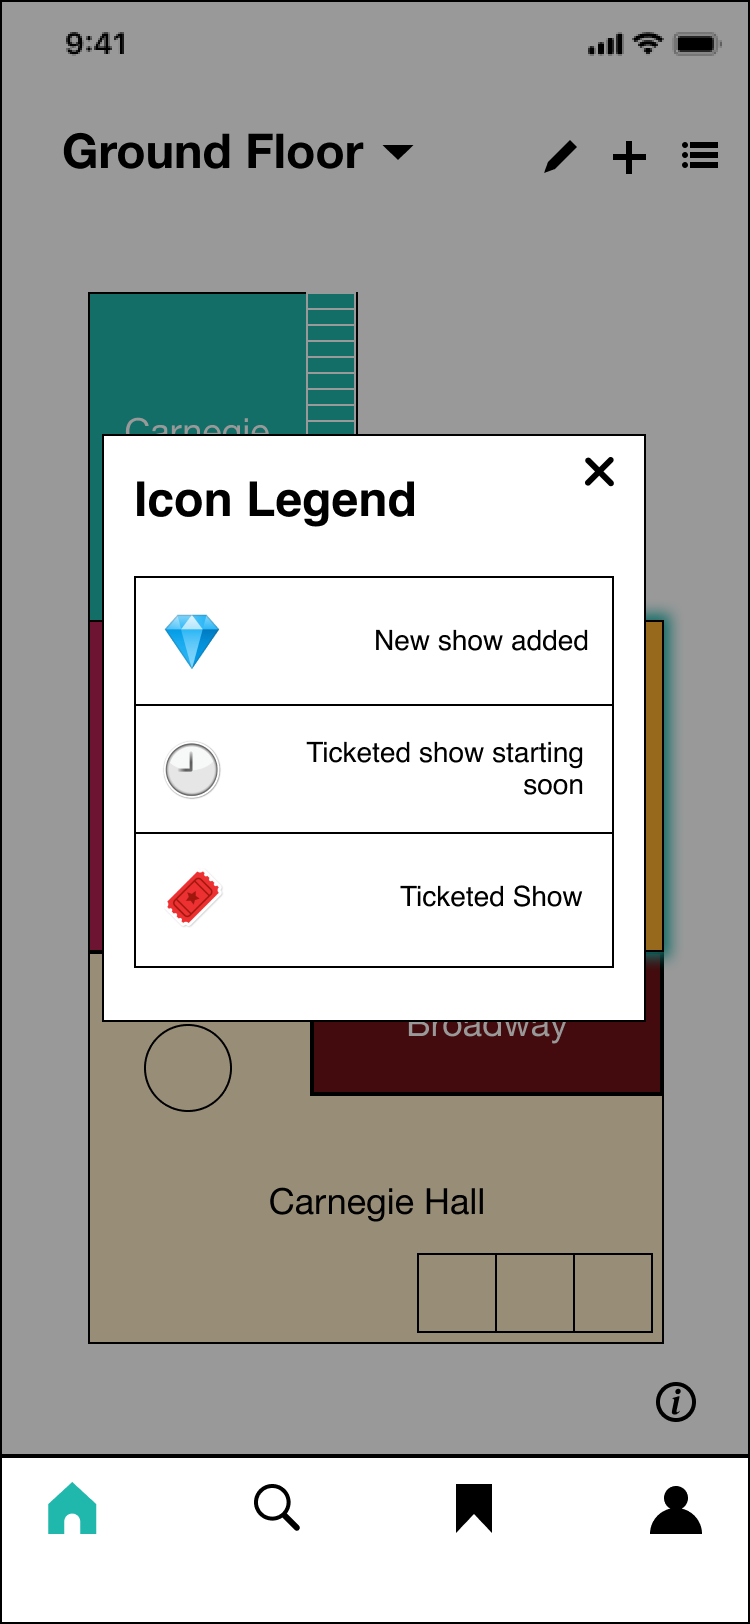 9:41
Ground Floor
Carnegie
Icon Legend
New show added
Ticketed show starting
soon
Ticketed Show
Broadway
Carnegie Hall
i